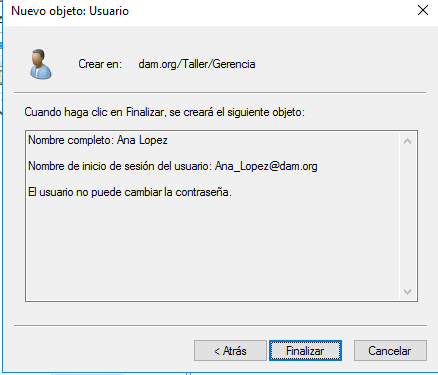 Nuevo objeto: Usuario
Crear en: dam.org/Taller/Gerencia
Cuando haga clic en Finalizar, se creará el siguiente objeto:
Nombre completo: Ana Lopez
Nombre de inicio de sesión del usuario: Ana_Lopez@dam.org
El usuario no puede cambiar la contraseña.
< Atrás Finalizar Cancelar